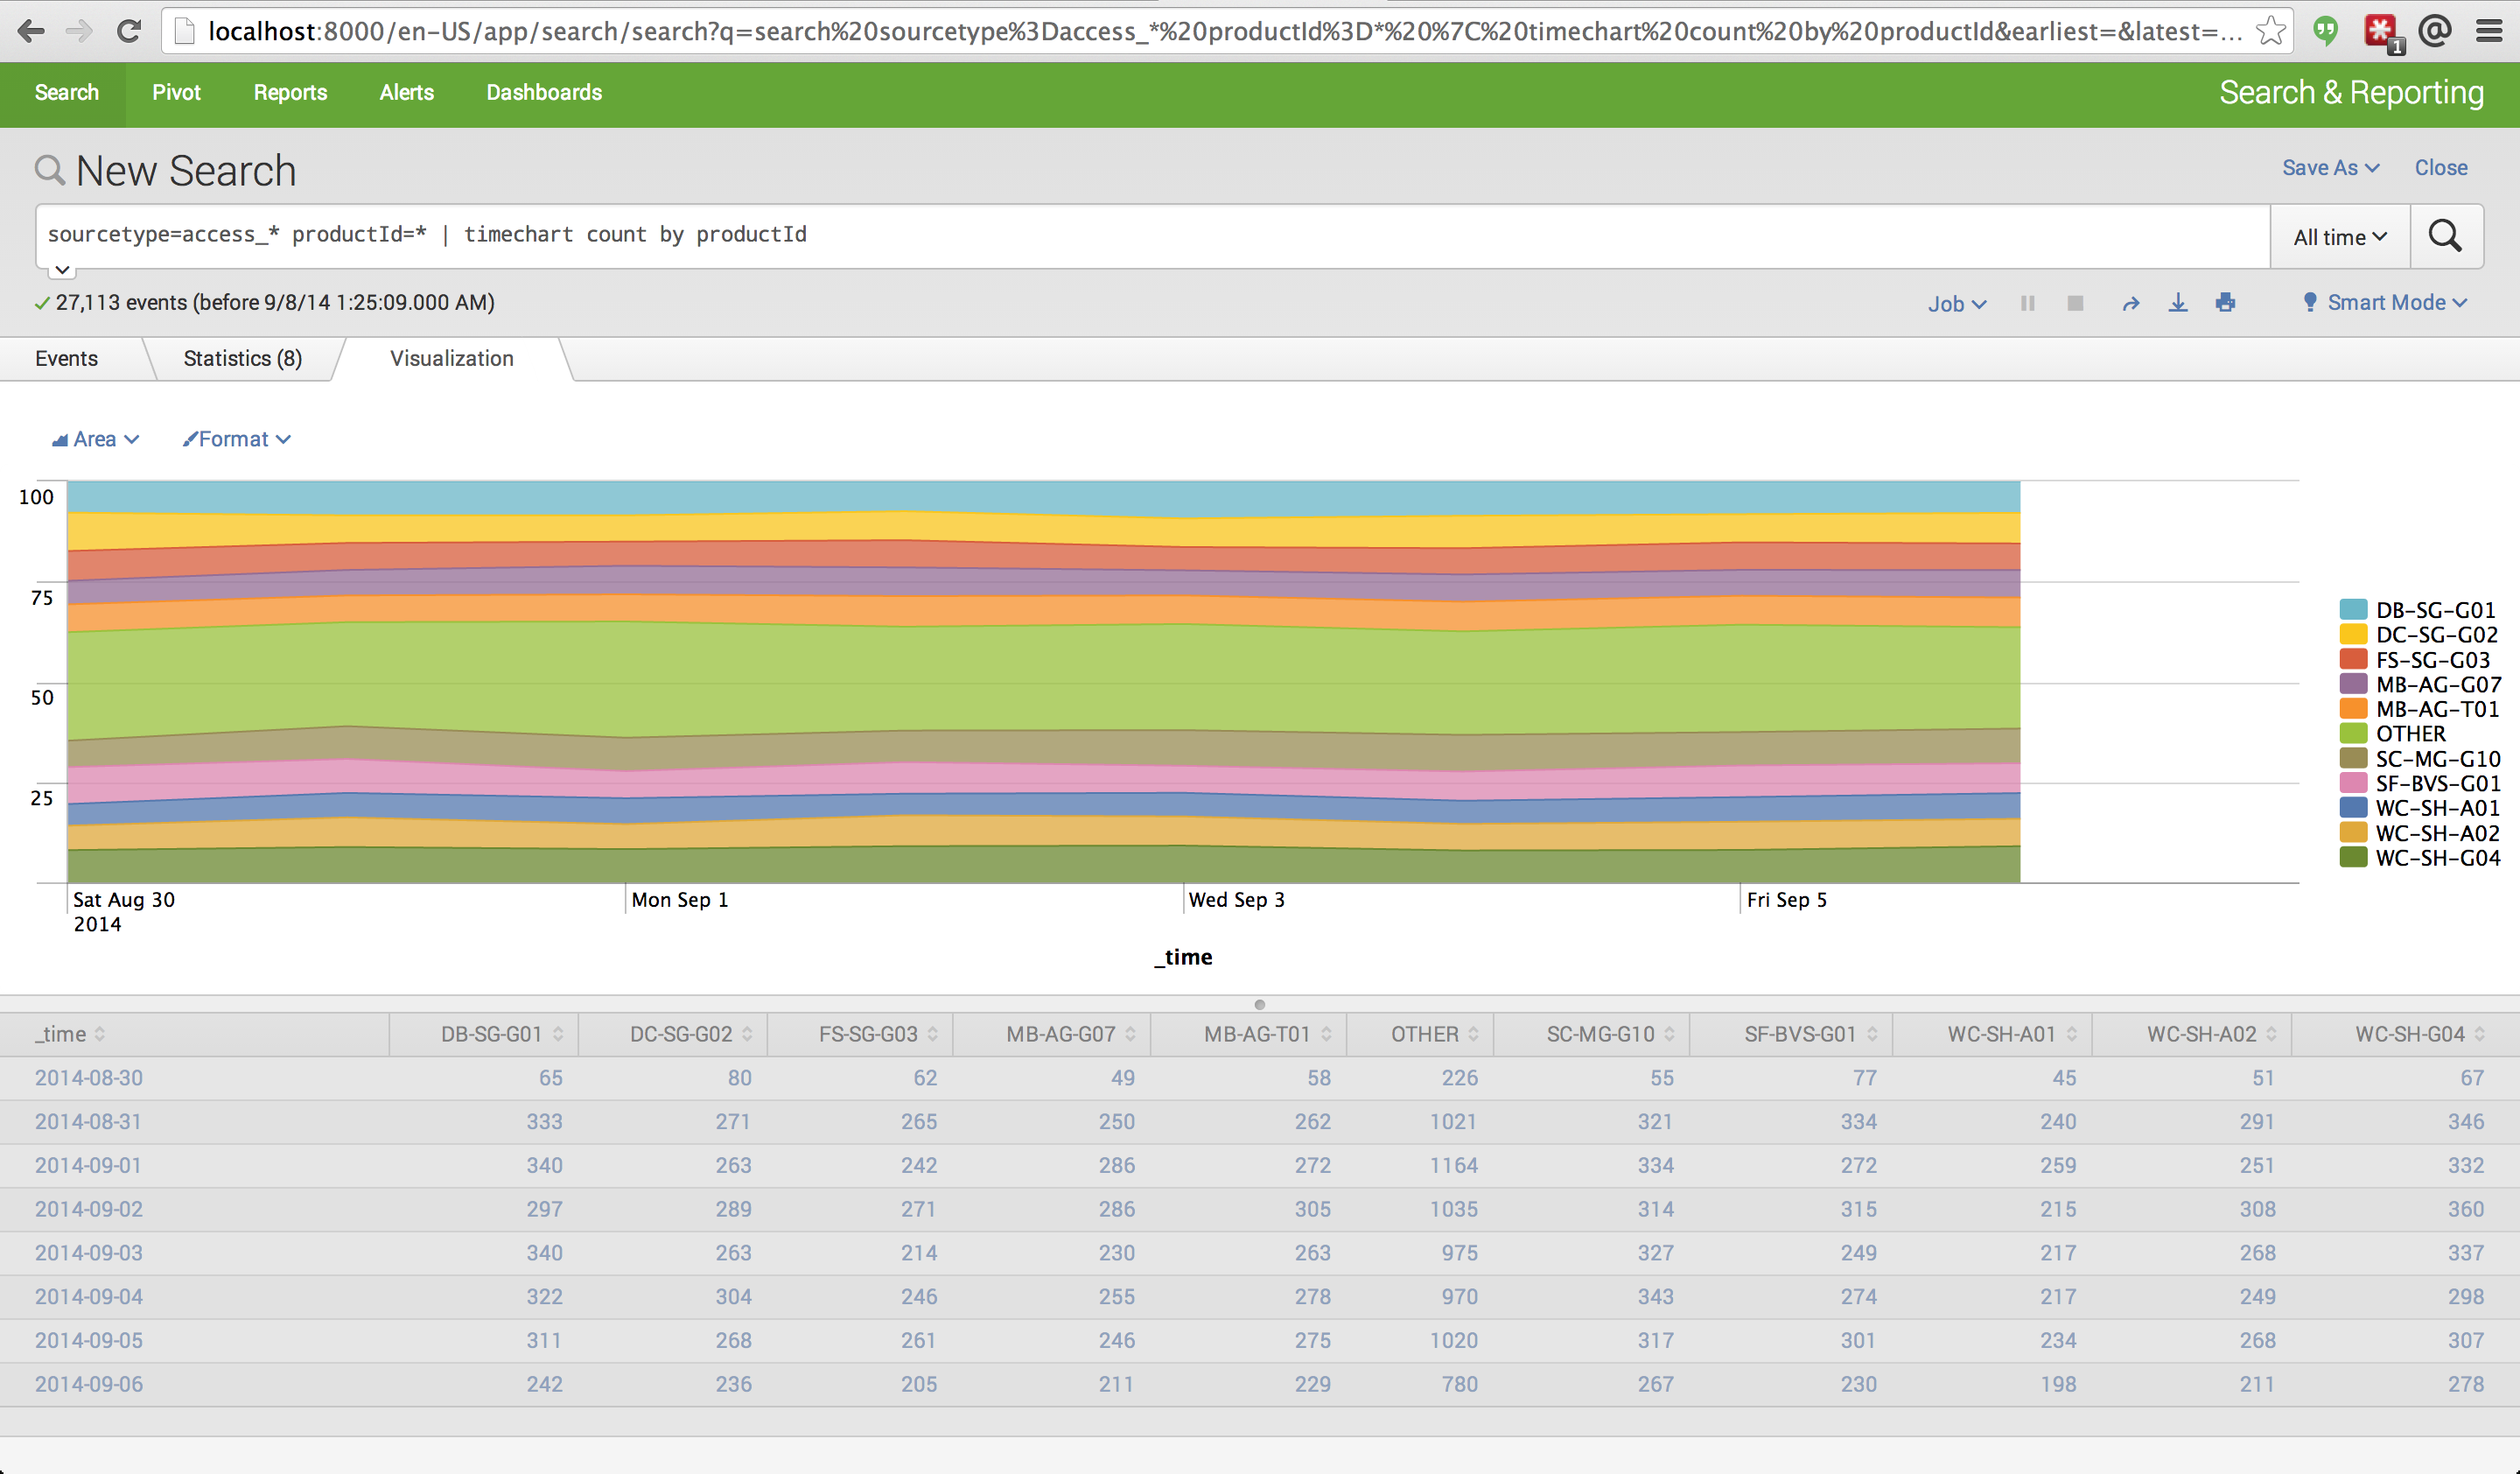 localhost:8000/en-US/app/search/search?q=search%20sourcetype%3Daccess_*%20productId%3D*%20%7C%20timechart%20count%20by%20productId&earliest=&latest=... 1
Search Pivot Reports Alerts Dashboards Search & Reporting
New Search Save As Close
sourcetype=access_* productId=* | timechart count by productId All time
27,113 events (before 9/8/14 1:25:09.000 AM) Job Smart Mode
Events Statistics (8) Visualization
Area Format
100
75
50
25
DB-SG-G01
DC-SG-G02
FS-SG-G03
MB-AG-G07
MB-AG-T01
OTHER
SC-MG-G10
SF-BVS-G01
WC-SH-A01
WC-SH-A02
WC-SH-G04
Sat Aug 30 Mon Sep 1 Wed Sep 3 Fri Sep 5
2014
_time
_time DB-SG-G01 DC-SG-G02 FS-SG-G03 MB-AG-G07 MB-AG-T01 OTHER SC-MG-G10 SF-BVS-G01 WC-SH-A01 WC-SH-A02 WC-SH-G04
2014-08-30 65 80 62 49 58 226 55 77 45 51 67
2014-08-31 333 271 265 250 262 1021 321 334 240 291 346
2014-09-01 340 263 242 286 272 1164 334 272 259 251 332
2014-09-02 297 289 271 286 305 1035 314 315 215 308 360
2014-09-03 340 263 214 230 263 975 327 249 217 268 337
2014-09-04 322 304 246 255 278 970 343 274 217 249 298
2014-09-05 311 268 261 246 275 1020 317 301 234 268 307
2014-09-06 242 236 205 211 229 780 267 230 198 211 278